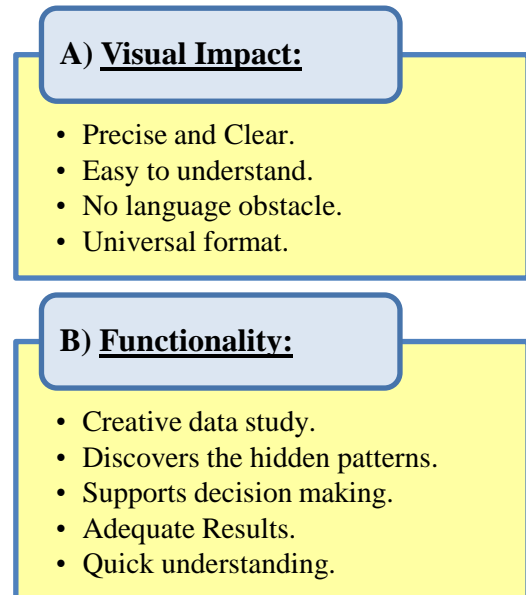 A) Visual Impact:
• Precise and Clear.
• Easy to understand.
• No language obstacle.
• Universal format.
B) Functionality:
• Creative data study.
• Discovers the hidden patterns.
• Supports decision making.
• Adequate Results.
• Quick understanding.